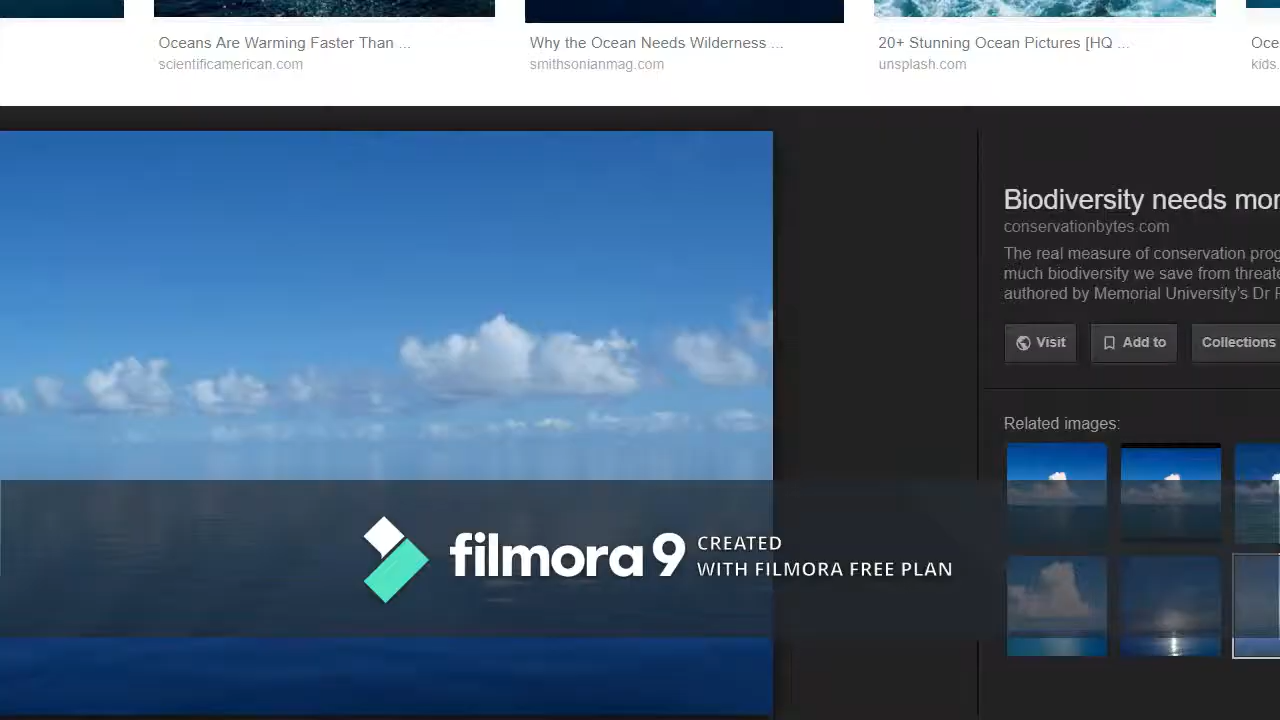 Oceans Are Warming Faster Than ...
scientificamerican.com
Why the Ocean Needs Wilderness ...
smithsonianmag.com
20+ Stunning Ocean Pictures [HQ ...
unsplash.com
Oce
kids.
Biodiversity needs mor
conservationbytes.com
The real measure of conservation prog
much biodiversity we save from threate
authored by Memorial University's Dr
Visit
Add to
Collections
Related images:
filmora 9
CREATED
WITH FILMORA FREE PLAN